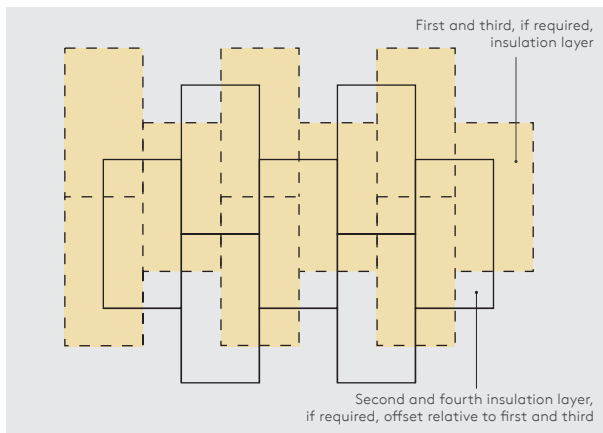 First and third, if required,
insulation layer
Second and fourth insulation layer,
if required, offset relative to first and third